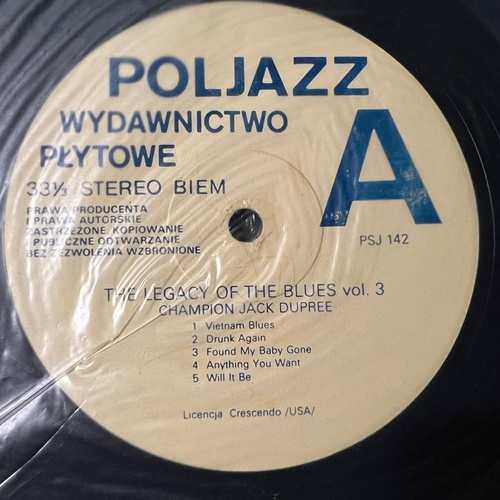 POLJAZZ
WYDAWNICTWO
PŁYTOWE
A
33⅓ /STEREO BIEM
PRAWA PRODUCENTA
I PRAWA AUTORSKIE
ZASTRZEŻONE, KOPIOWANIE
I PUBLICZNE ODTWARZANIE
BEZ ZEZWOLENIA WZBRONIONE
PSJ 142
THE LEGACY OF THE BLUES vol. 3
CHAMPION JACK DUPREE
1 Vietnam Blues
2 Drunk Again
3 Found My Baby Gone
4 Anything You Want
5 Will It Be
Licencja Crescendo /USA/